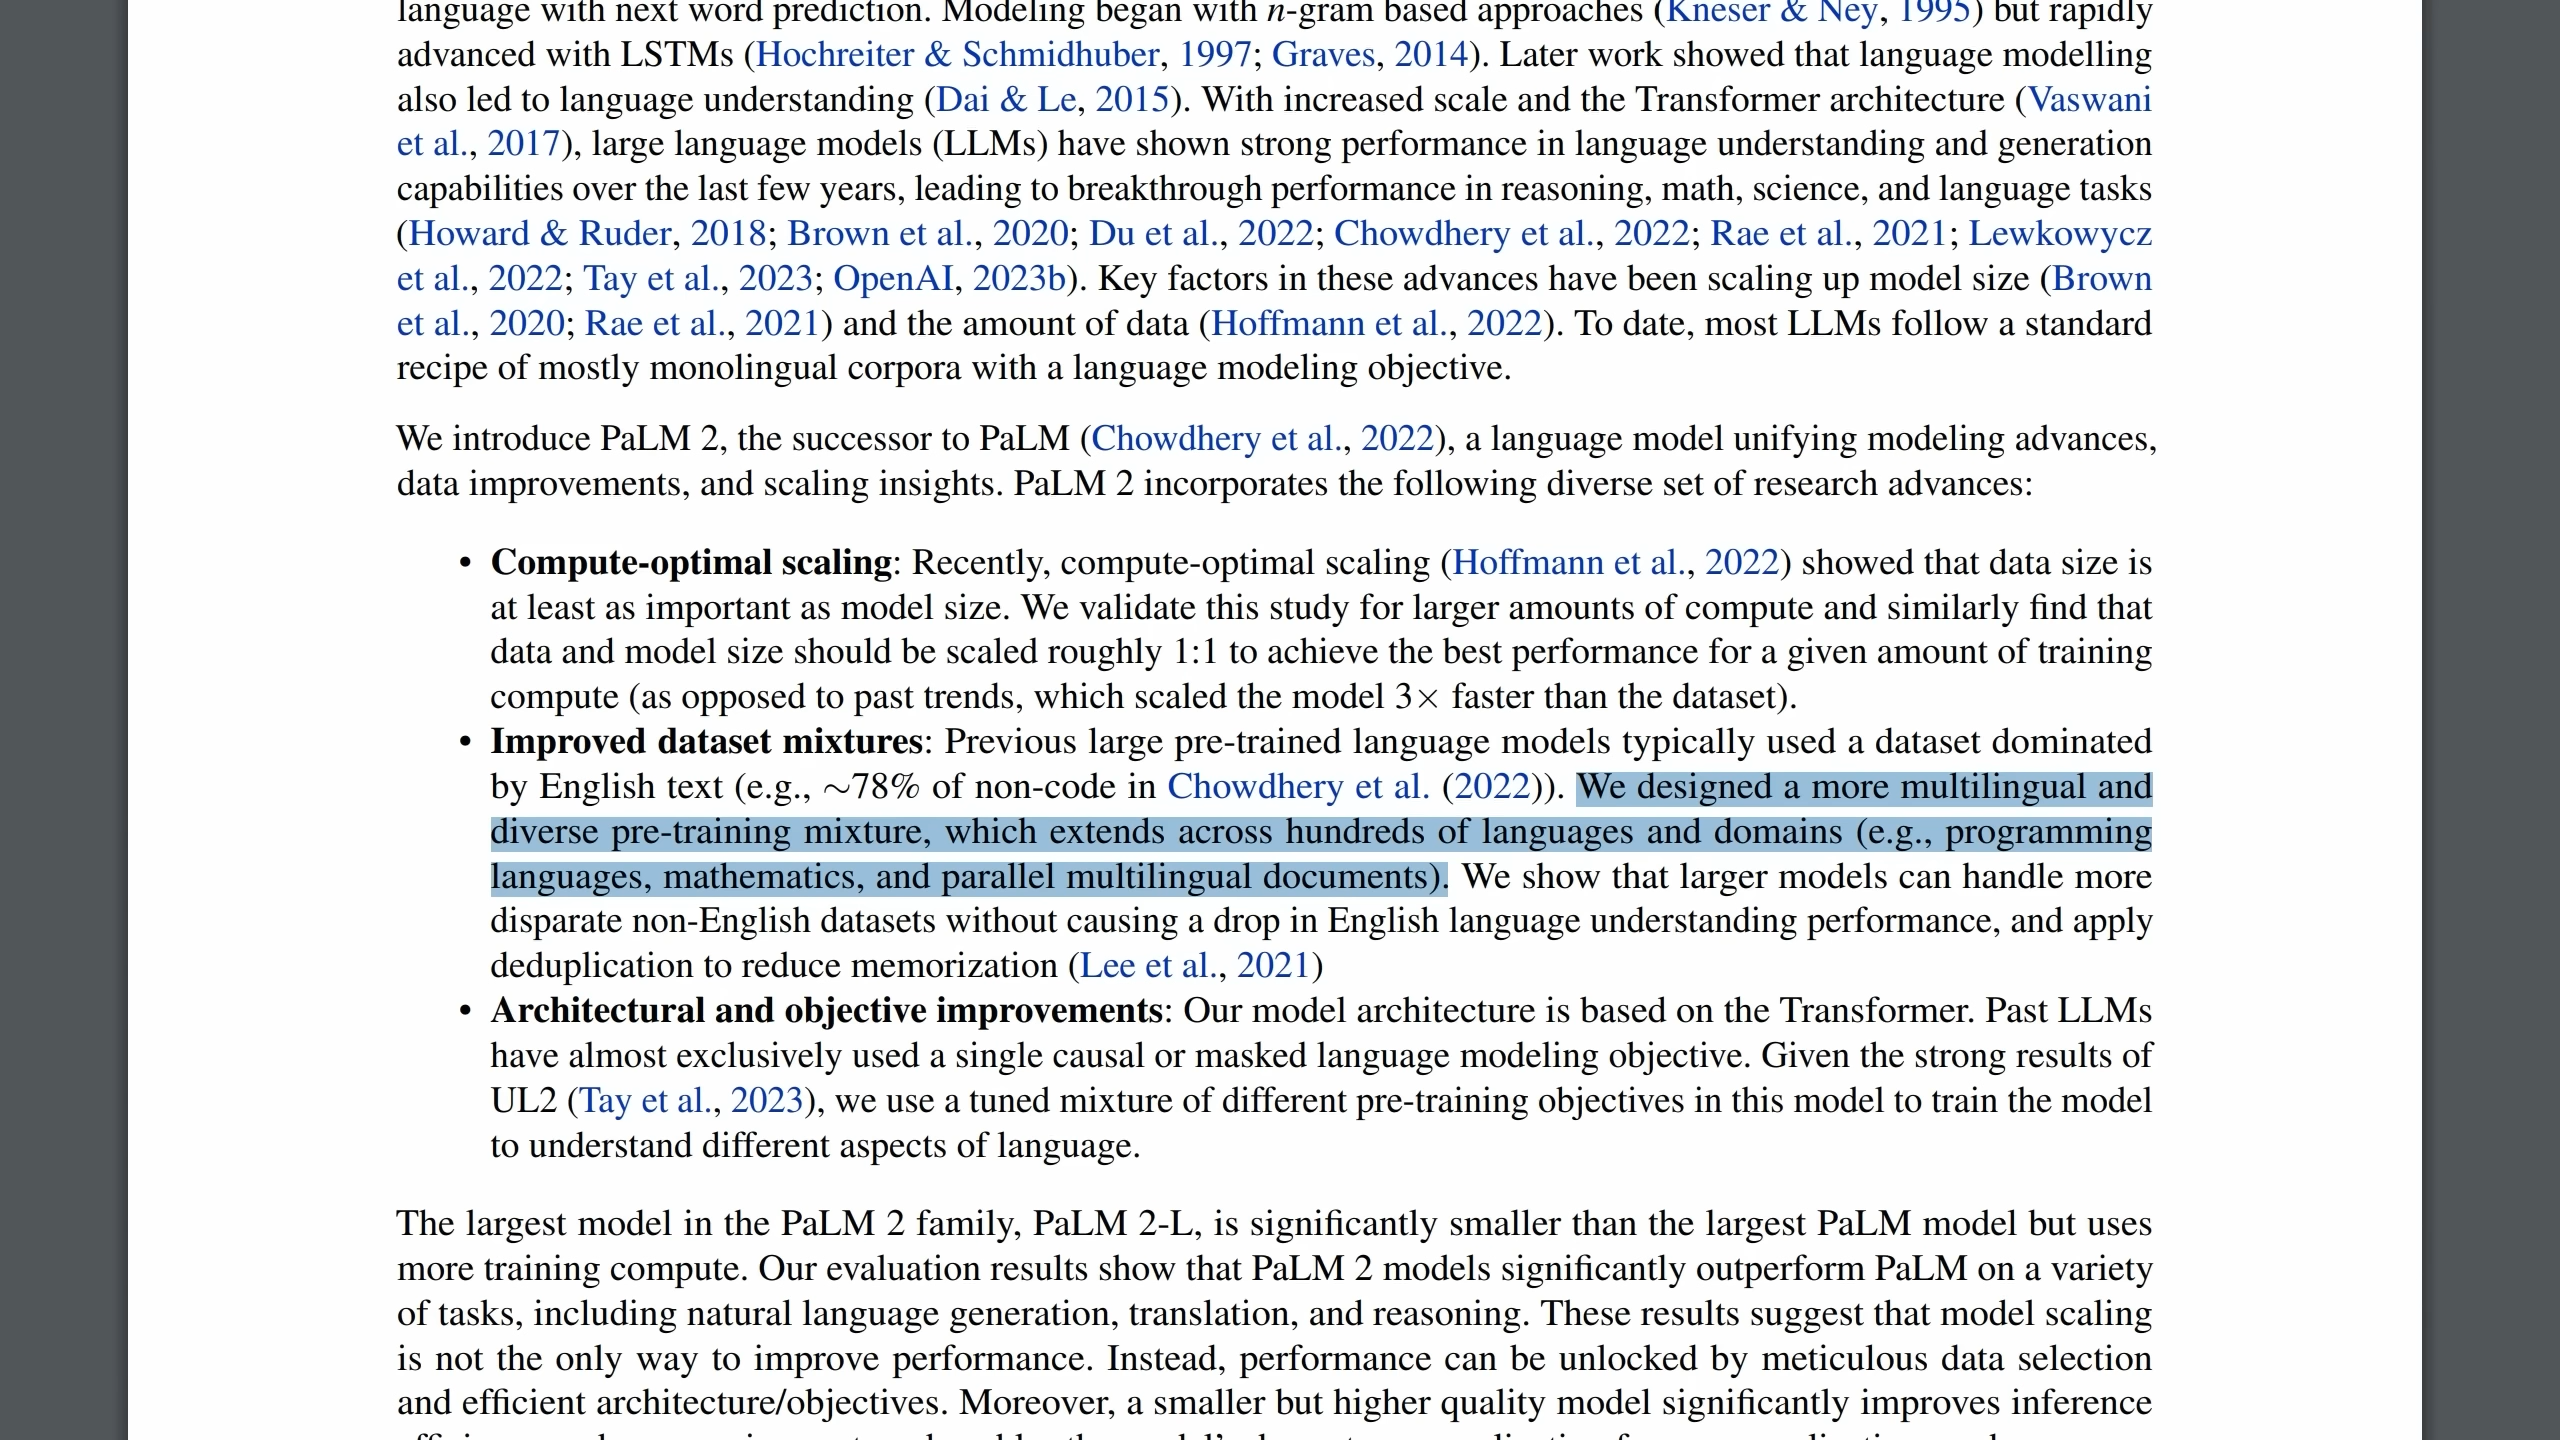 language with next word prediction. Modeling began with n-gram based approaches (Kneser & Ney, 1995) but rapidly
advanced with LSTMs (Hochreiter & Schmidhuber, 1997; Graves, 2014). Later work showed that language modelling
also led to language understanding (Dai & Le, 2015). With increased scale and the Transformer architecture (Vaswani
et al., 2017), large language models (LLMs) have shown strong performance in language understanding and generation
capabilities over the last few years, leading to breakthrough performance in reasoning, math, science, and language tasks
(Howard & Ruder, 2018; Brown et al., 2020; Du et al., 2022; Chowdhery et al., 2022; Rae et al., 2021; Lewkowycz
et al., 2022; Tay et al., 2023; OpenAI, 2023b). Key factors in these advances have been scaling up model size (Brown
et al., 2020; Rae et al., 2021) and the amount of data (Hoffmann et al., 2022). To date, most LLMs follow a standard
recipe of mostly monolingual corpora with a language modeling objective.
We introduce PaLM 2, the successor to PaLM (Chowdhery et al., 2022), a language model unifying modeling advances,
data improvements, and scaling insights. PaLM 2 incorporates the following diverse set of research advances:
• Compute-optimal scaling: Recently, compute-optimal scaling (Hoffmann et al., 2022) showed that data size is
at least as important as model size. We validate this study for larger amounts of compute and similarly find that
data and model size should be scaled roughly 1:1 to achieve the best performance for a given amount of training
compute (as opposed to past trends, which scaled the model 3× faster than the dataset).
• Improved dataset mixtures: Previous large pre-trained language models typically used a dataset dominated
by English text (e.g., ∼78% of non-code in Chowdhery et al. (2022)). We designed a more multilingual and
diverse pre-training mixture, which extends across hundreds of languages and domains (e.g., programming
languages, mathematics, and parallel multilingual documents). We show that larger models can handle more
disparate non-English datasets without causing a drop in English language understanding performance, and apply
deduplication to reduce memorization (Lee et al., 2021)
• Architectural and objective improvements: Our model architecture is based on the Transformer. Past LLMs
have almost exclusively used a single causal or masked language modeling objective. Given the strong results of
UL2 (Tay et al., 2023), we use a tuned mixture of different pre-training objectives in this model to train the model
to understand different aspects of language.
The largest model in the PaLM 2 family, PaLM 2-L, is significantly smaller than the largest PaLM model but uses
more training compute. Our evaluation results show that PaLM 2 models significantly outperform PaLM on a variety
of tasks, including natural language generation, translation, and reasoning. These results suggest that model scaling
is not the only way to improve performance. Instead, performance can be unlocked by meticulous data selection
and efficient architecture/objectives. Moreover, a smaller but higher quality model significantly improves inference